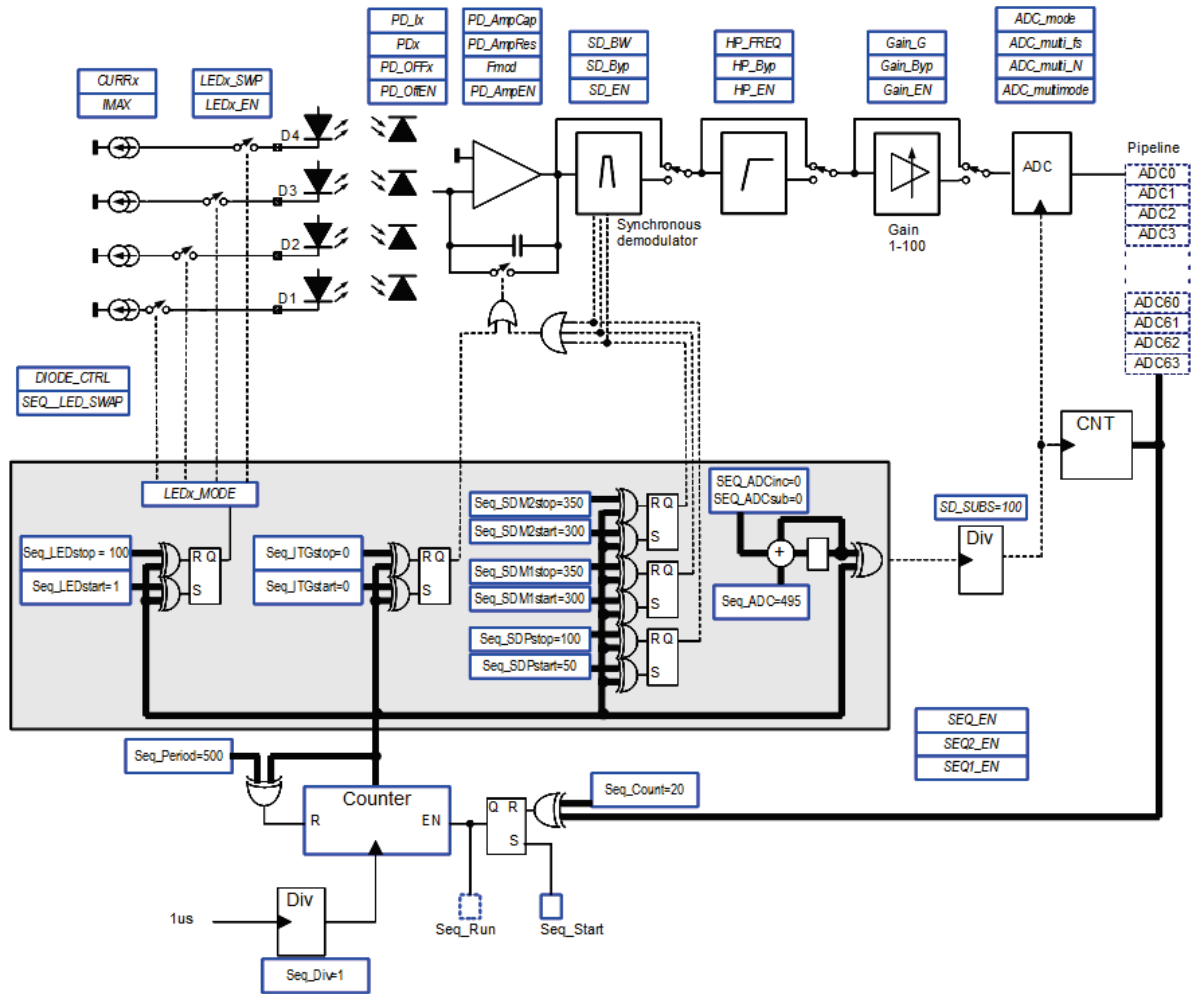 PD_Ix
PDx
PD_OFFx
PD_OffEN
PD_AmpCap
PD_AmpRes
Fmod
PD_AmpEN
SD_BW
SD_Byp
SD_EN
HP_FREQ
HP_Byp
HP_EN
Gain_G
Gain_Byp
Gain_EN
ADC_mode
ADC_multi_fs
ADC_multi_N
ADC_multimode
CURRx
IMAX
LEDx_SWP
LEDx_EN
D4
D3
D2
D1
Synchronous
demodulator
Gain
1-100
ADC
Pipeline
ADC0
ADC1
ADC2
ADC3
ADC60
ADC61
ADC62
ADC63
DIODE_CTRL
SEQ__LED_SWAP
CNT
LEDx_MODE
Seq_LEDstop = 100
Seq_LEDstart=1
R Q
S
Seq_ITGstop=0
Seq_ITGstart=0
R Q
S
Seq_SDM2stop=350
Seq_SDM2start=300
R Q
S
Seq_SDM1stop=350
Seq_SDM1start=300
R Q
S
Seq_SDPstop=100
Seq_SDPstart=50
R Q
S
SEQ_ADCinc=0
SEQ_ADCsub=0
+
Seq_ADC=495
SD_SUBS=100
Div
SEQ_EN
SEQ2_EN
SEQ1_EN
Seq_Period=500
Counter
R
EN
Q R
S
Seq_Count=20
1us
Div
Seq_Div=1
Seq_Run
Seq_Start